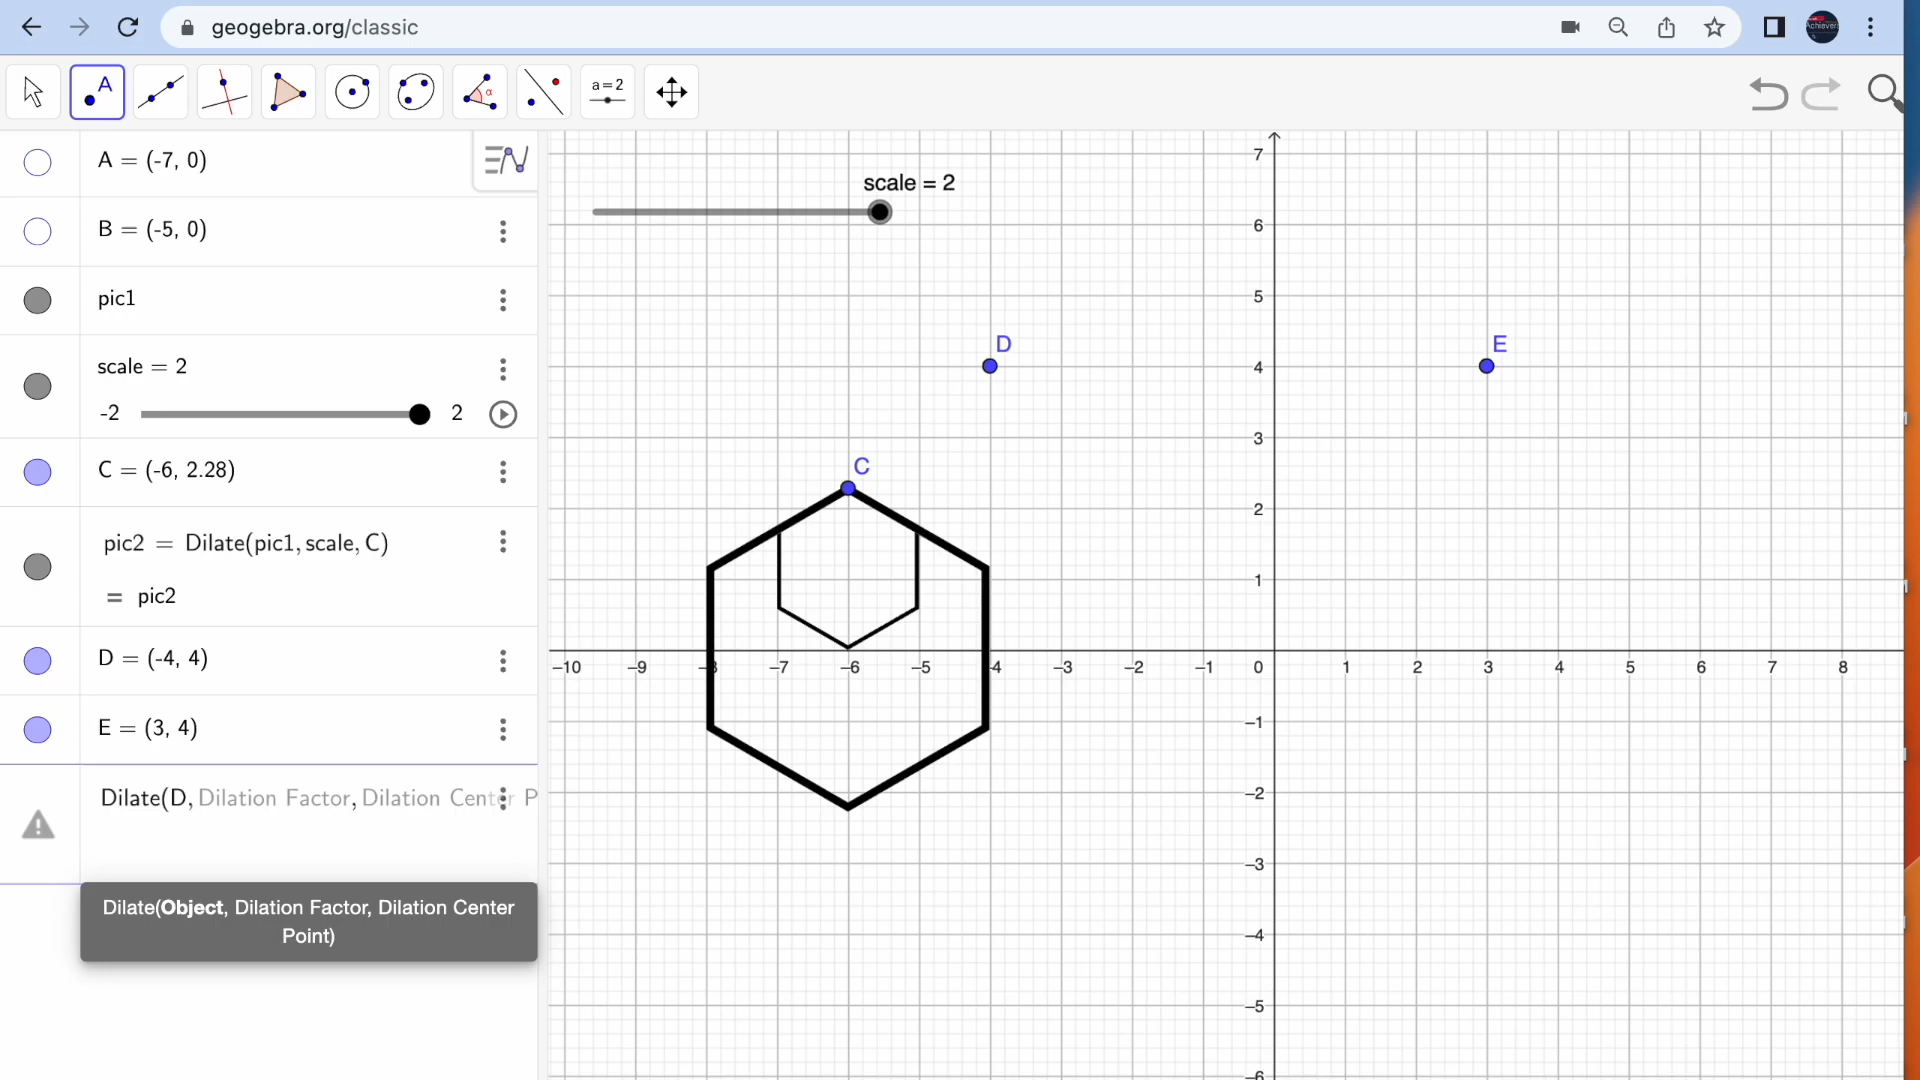 geogebra.org/classic
Achievers
A
α
a=2
A = (-7, 0)
B = (-5, 0)
pic1
scale = 2
-2
2
C = (-6, 2.28)
pic2 = Dilate(pic1, scale, C)
= pic2
D = (-4, 4)
E = (3, 4)
Dilate(D, Dilation Factor, Dilation Center P
Dilate(Object, Dilation Factor, Dilation Center
Point)
scale = 2
7
6
5
D
E
4
3
C
2
1
–10
–9
–8
–7
–6
–5
–4
–3
–2
–1
0
1
2
3
4
5
6
7
8
–1
–2
–3
–4
–5
–6